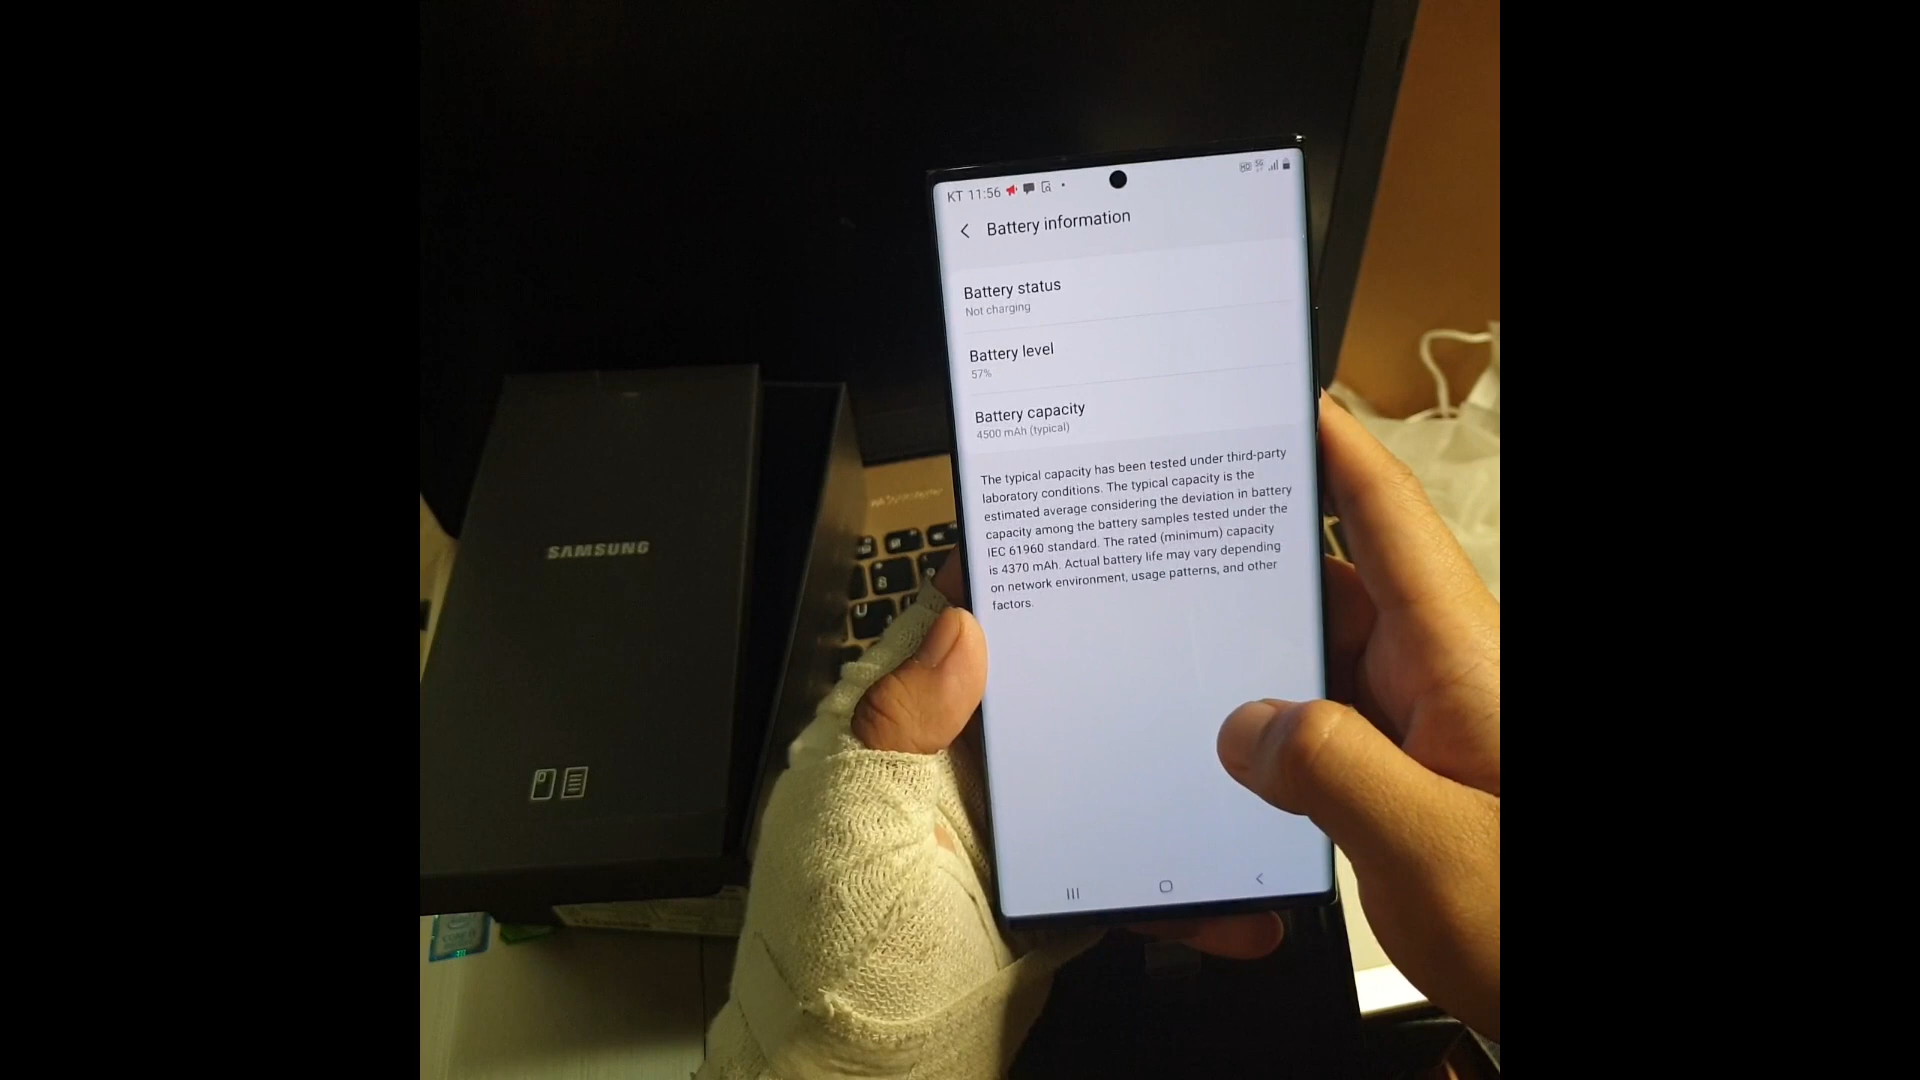 KT 11:56
Battery information
Battery status
Not charging
Battery level
57%
Battery capacity
4500 mAh (typical)
The typical capacity has been tested under third-party
laboratory conditions. The typical capacity is the
estimated average considering the deviation in battery
capacity among the battery samples tested under the
IEC 61960 standard. The rated (minimum) capacity
is 4370 mAh. Actual battery life may vary depending
on network environment, usage patterns, and other
factors.
SAMSUNG
8
9
U